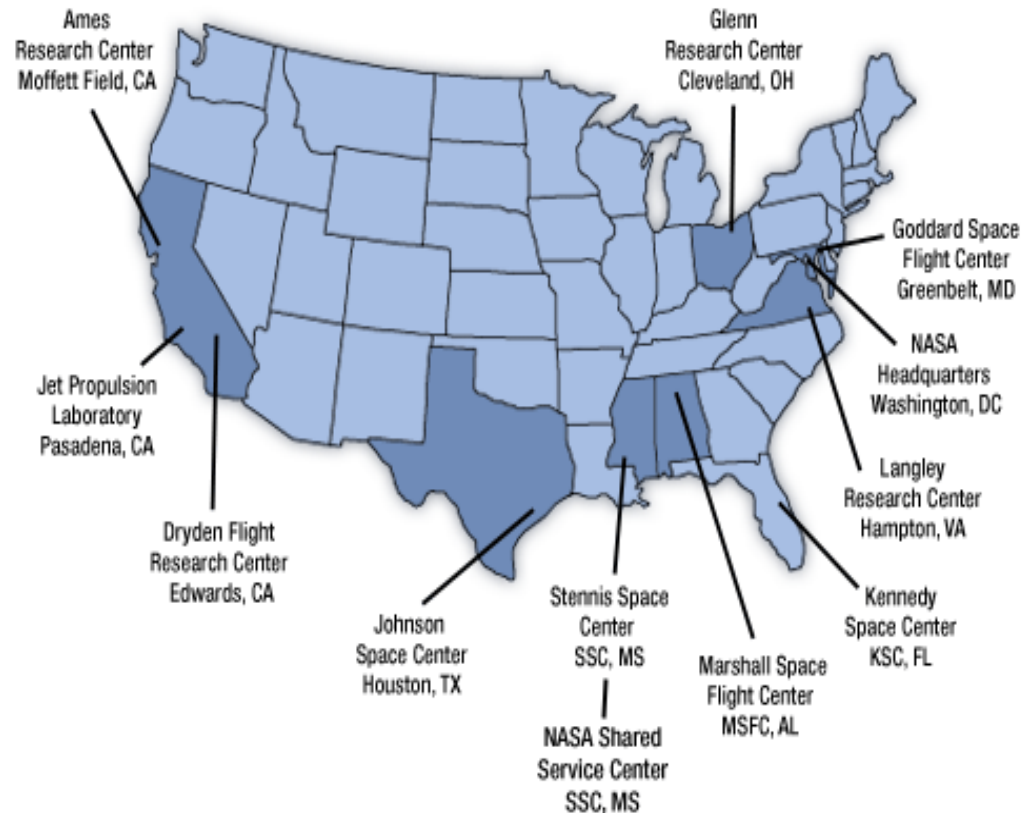 Ames
Research Center
Moffett Field, CA
Glenn
Research Center
Cleveland, OH
Goddard Space
Flight Center
Greenbelt, MD
NASA
Headquarters
Washington, DC
Jet Propulsion
Laboratory
Pasadena, CA
Langley
Research Center
Hampton, VA
Dryden Flight
Research Center
Edwards, CA
Johnson
Space Center
Houston, TX
Stennis Space
Center
SSC, MS
Kennedy
Space Center
KSC, FL
Marshall Space
Flight Center
MSFC, AL
NASA Shared
Service Center
SSC, MS